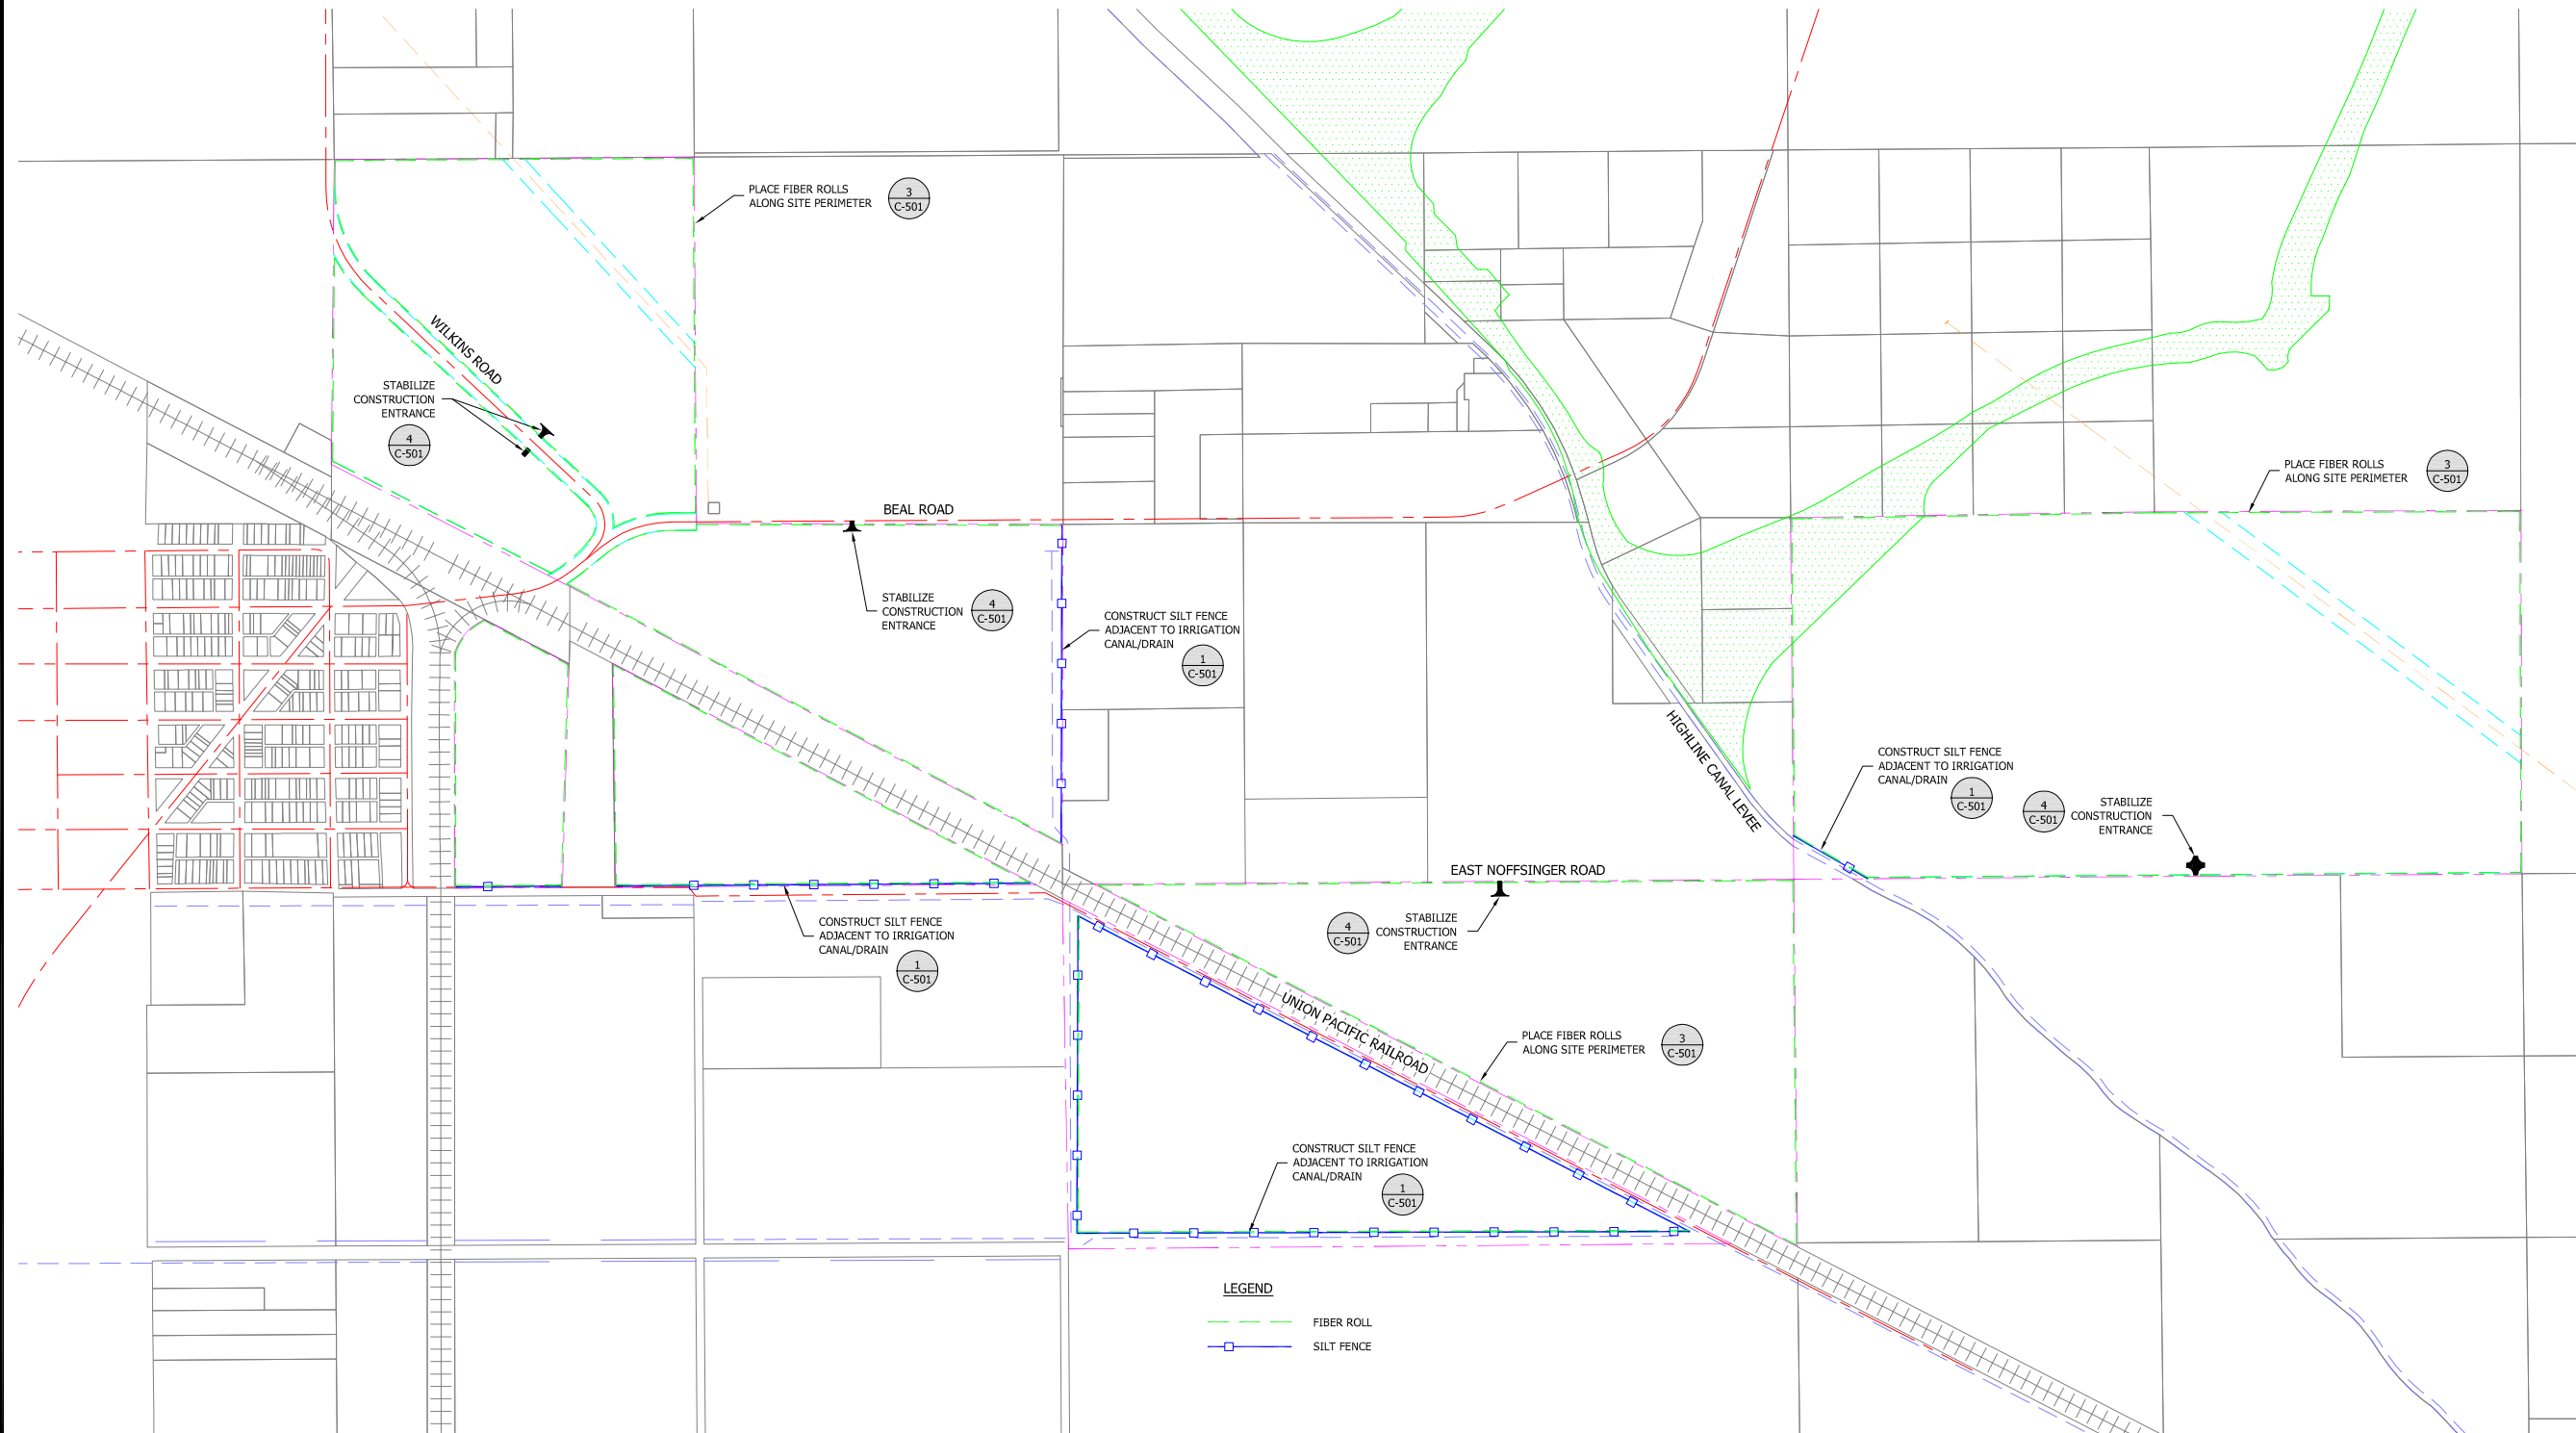 PLACE FIBER ROLLS
ALONG SITE PERIMETER
3
C-501
WILKINS ROAD
STABILIZE
CONSTRUCTION
ENTRANCE
4
C-501
BEAL ROAD
STABILIZE
CONSTRUCTION
ENTRANCE
4
C-501
CONSTRUCT SILT FENCE
ADJACENT TO IRRIGATION
CANAL/DRAIN
1
C-501
PLACE FIBER ROLLS
ALONG SITE PERIMETER
3
C-501
HIGHLINE CANAL LEVEE
CONSTRUCT SILT FENCE
ADJACENT TO IRRIGATION
CANAL/DRAIN
1
C-501
4
C-501
STABILIZE
CONSTRUCTION
ENTRANCE
EAST NOFFSINGER ROAD
4
C-501
STABILIZE
CONSTRUCTION
ENTRANCE
CONSTRUCT SILT FENCE
ADJACENT TO IRRIGATION
CANAL/DRAIN
1
C-501
UNION PACIFIC RAILROAD
PLACE FIBER ROLLS
ALONG SITE PERIMETER
3
C-501
CONSTRUCT SILT FENCE
ADJACENT TO IRRIGATION
CANAL/DRAIN
1
C-501
LEGEND
FIBER ROLL
SILT FENCE